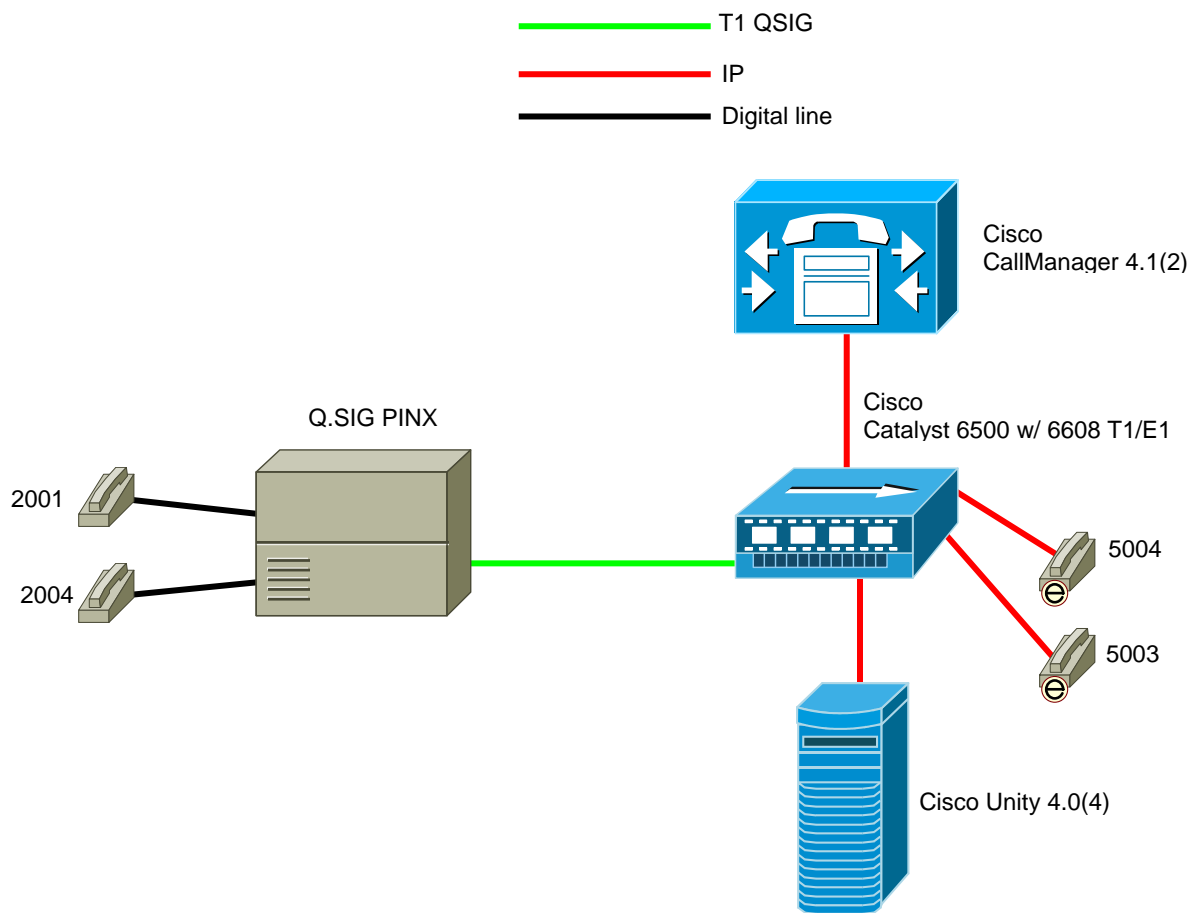 T1 QSIG
IP
Digital line
Cisco
CallManager 4.1(2)
Cisco
Catalyst 6500 w/ 6608 T1/E1
Q.SIG PINX
2001
2004
5004
e
5003
e
Cisco Unity 4.0(4)